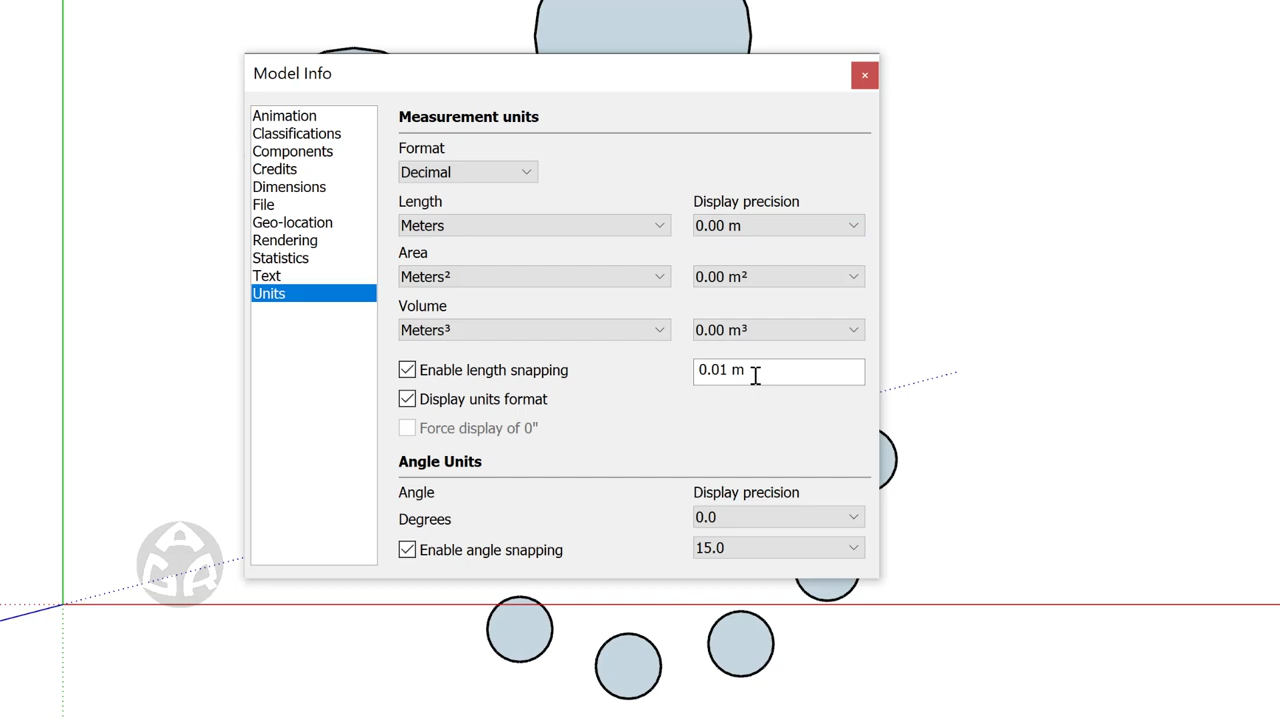 Model Info
×
Animation
Classifications
Components
Credits
Dimensions
File
Geo-location
Rendering
Statistics
Text
Units
Measurement units
Format
Decimal
Length
Display precision
Meters
0.00 m
Area
Meters²
0.00 m²
Volume
Meters³
0.00 m³
Enable length snapping
0.01 m
Display units format
Force display of 0"
Angle Units
Angle
Display precision
Degrees
0.0
Enable angle snapping
15.0